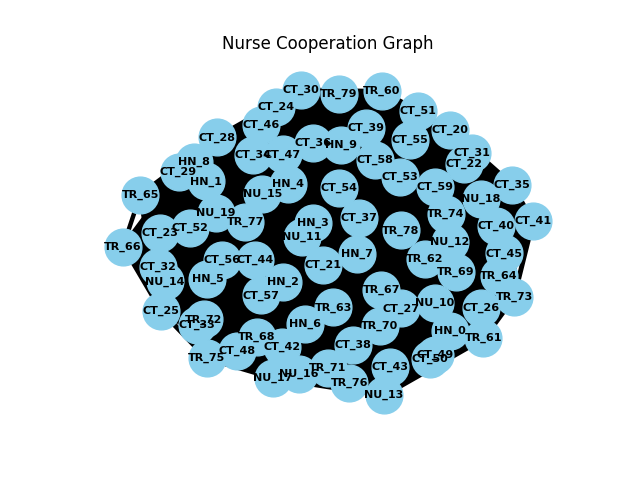 Nurse Cooperation Graph
CT_30
TR_79
TR_60
CT_24
CT_51
CT_46
CT_39
CT_20
CT_28
CT_36
HN_9
CT_55
CT_34
CT_47
CT_31
CT_58
CT_22
HN_8
CT_29
CT_53
HN_1
HN_4
CT_54
CT_59
CT_35
TR_65
NU_15
NU_18
NU_19
TR_74
TR_77
HN_3
CT_37
CT_41
CT_52
CT_40
CT_23
TR_78
NU_11
NU_12
TR_66
HN_7
CT_45
CT_56
CT_44
TR_62
CT_32
CT_21
TR_69
TR_64
HN_5
NU_14
HN_2
TR_67
CT_57
TR_73
NU_10
TR_63
CT_27
CT_26
CT_25
TR_72
CT_33
HN_6
TR_70
HN_0
TR_68
TR_61
CT_42
CT_38
CT_48
CT_49
TR_75
CT_43
TR_71
NU_16
NU_17
TR_76
NU_13